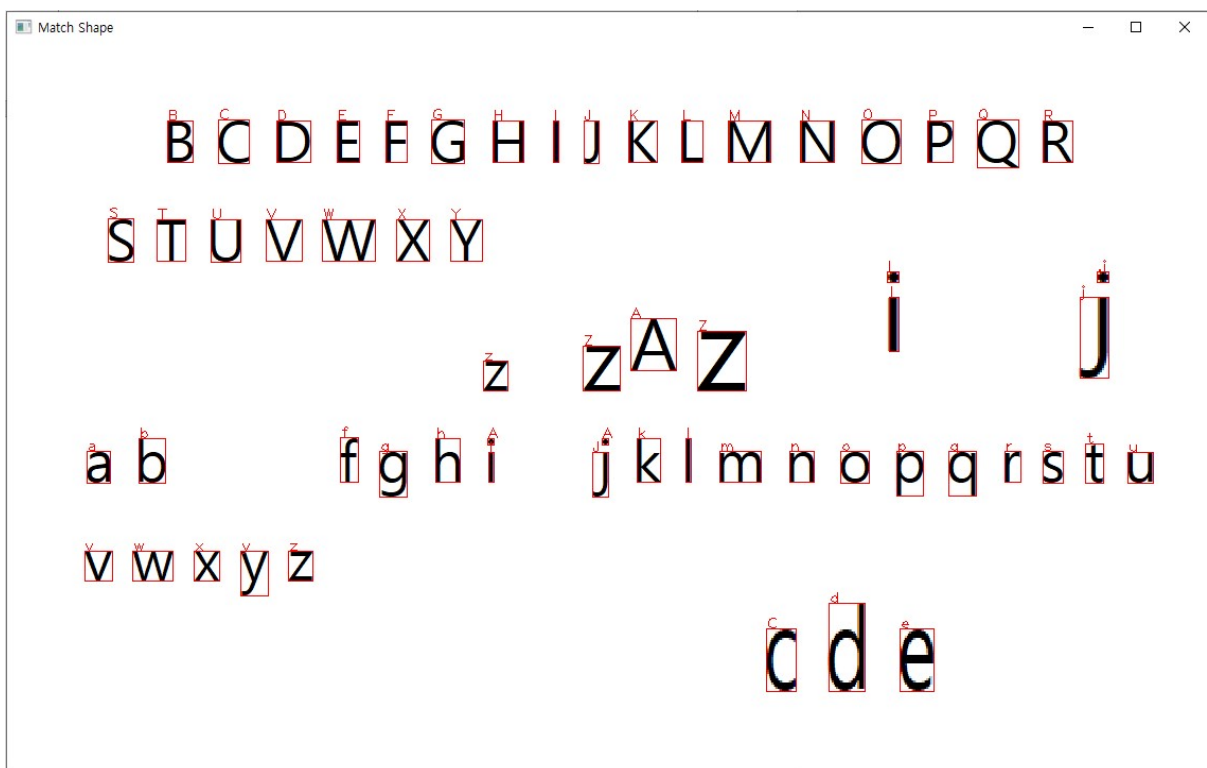 Match Shape
B C D E F G H I J K L M N O P Q R
B C D E F G H I J K L M N O P Q R
S T U V W X Y
S T U V W X Y
i j
A
Z Z Z
z z A Z
f g h A A k l m n o p q r s t u
a b f g h i j k l m n o p q r s t u
v w x y z
v w x y z
C d e
c d e